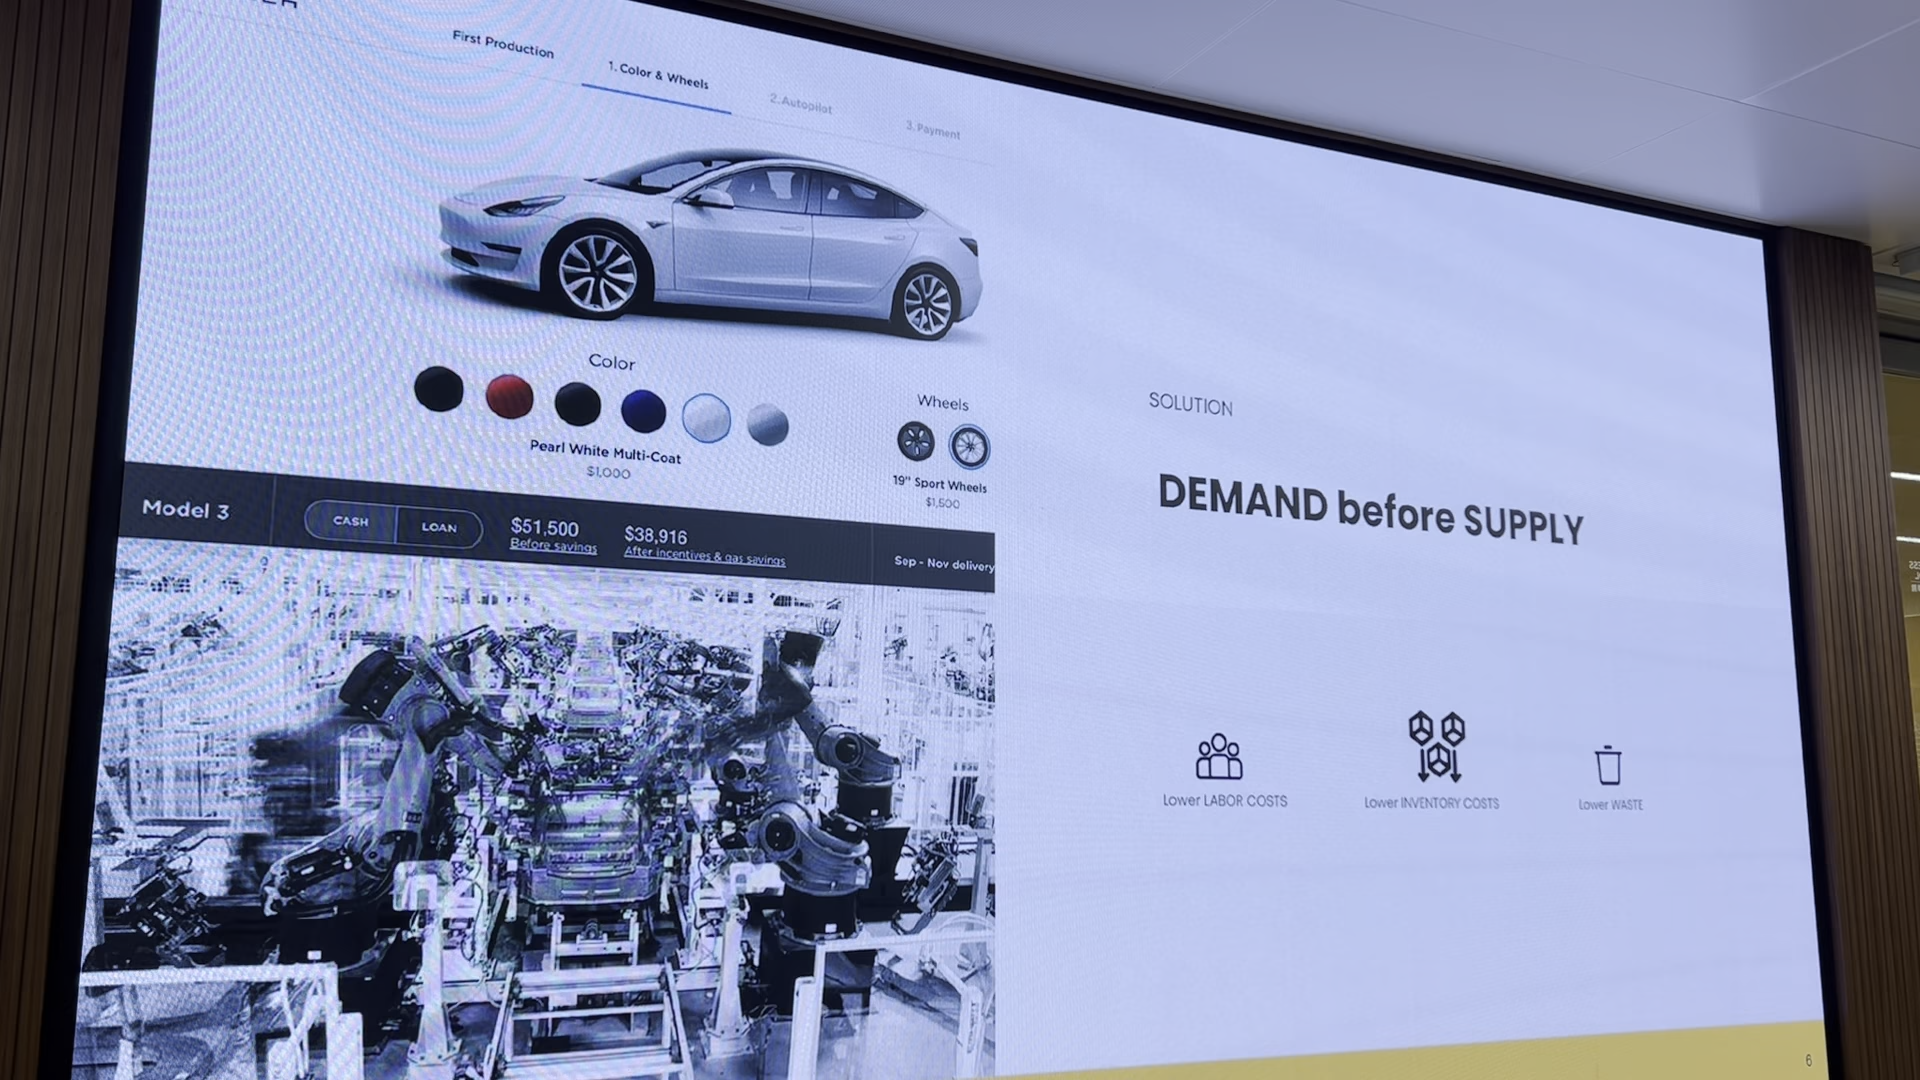 First Production
1. Color & Wheels
2. Autopilot
3. Payment
Color
Pearl White Multi-Coat
$1,000
Wheels
19" Sport Wheels
$1,500
Model 3
CASH
LOAN
$51,500
Before savings
$38,916
After incentives & gas savings
Sep - Nov delivery
SOLUTION
DEMAND before SUPPLY
Lower LABOR COSTS
Lower INVENTORY COSTS
Lower WASTE
6